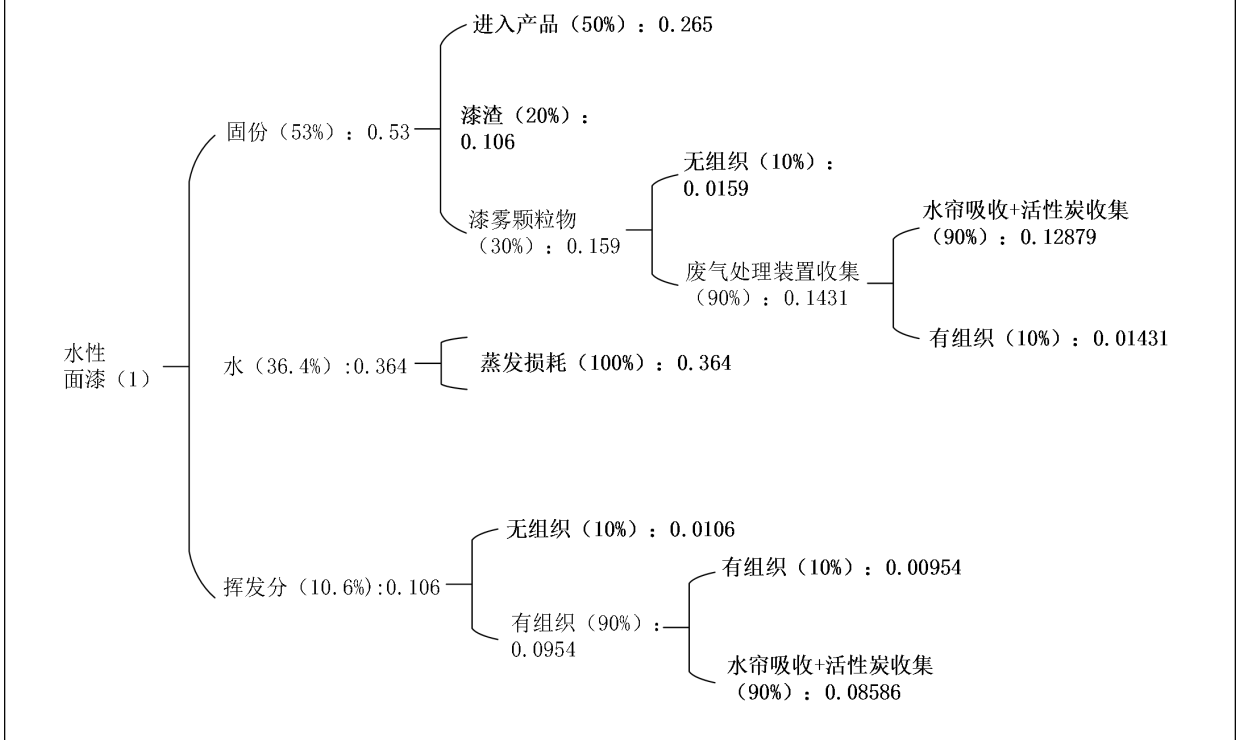 进入产品（50%）：0.265
漆渣（20%）：
0.106
固份（53%）：0.53
无组织（10%）：
0.0159
漆雾颗粒物
（30%）：0.159
水帘吸收+活性炭收集
（90%）：0.12879
废气处理装置收集
（90%）：0.1431
有组织（10%）：0.01431
水性
面漆（1）
水（36.4%）:0.364
蒸发损耗（100%）：0.364
无组织（10%）：0.0106
挥发分（10.6%):0.106
有组织（10%）：0.00954
有组织（90%）：
0.0954
水帘吸收+活性炭收集
（90%）：0.08586